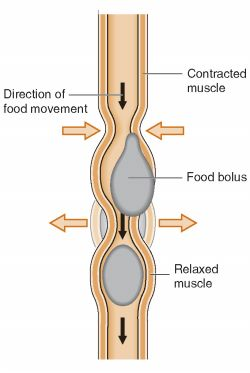 Contracted
muscle
Direction of
food movement
Food bolus
Relaxed
muscle